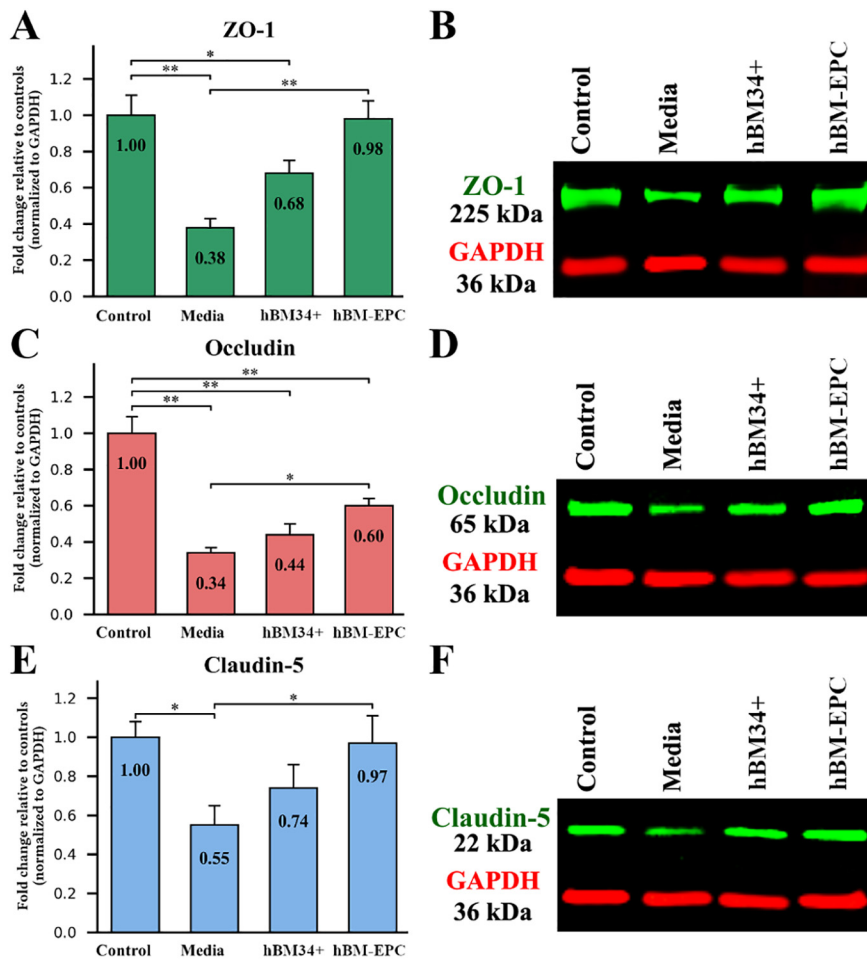 A
ZO-1
Fold change relative to controls
(normalized to GAPDH)
1.2
1.0
0.8
0.6
0.4
0.2
0.0
*
**
**
1.00
0.38
0.68
0.98
Control
Media
hBM34+
hBM-EPC
B
Control
Media
hBM34+
hBM-EPC
ZO-1
225 kDa
GAPDH
36 kDa
C
Occludin
Fold change relative to controls
(normalized to GAPDH)
1.2
1.0
0.8
0.6
0.4
0.2
0.0
**
**
**
*
1.00
0.34
0.44
0.60
Control
Media
hBM34+
hBM-EPC
D
Control
Media
hBM34+
hBM-EPC
Occludin
65 kDa
GAPDH
36 kDa
E
Claudin-5
Fold change relative to controls
(normalized to GAPDH)
1.2
1.0
0.8
0.6
0.4
0.2
0.0
*
*
1.00
0.55
0.74
0.97
Control
Media
hBM34+
hBM-EPC
F
Control
Media
hBM34+
hBM-EPC
Claudin-5
22 kDa
GAPDH
36 kDa